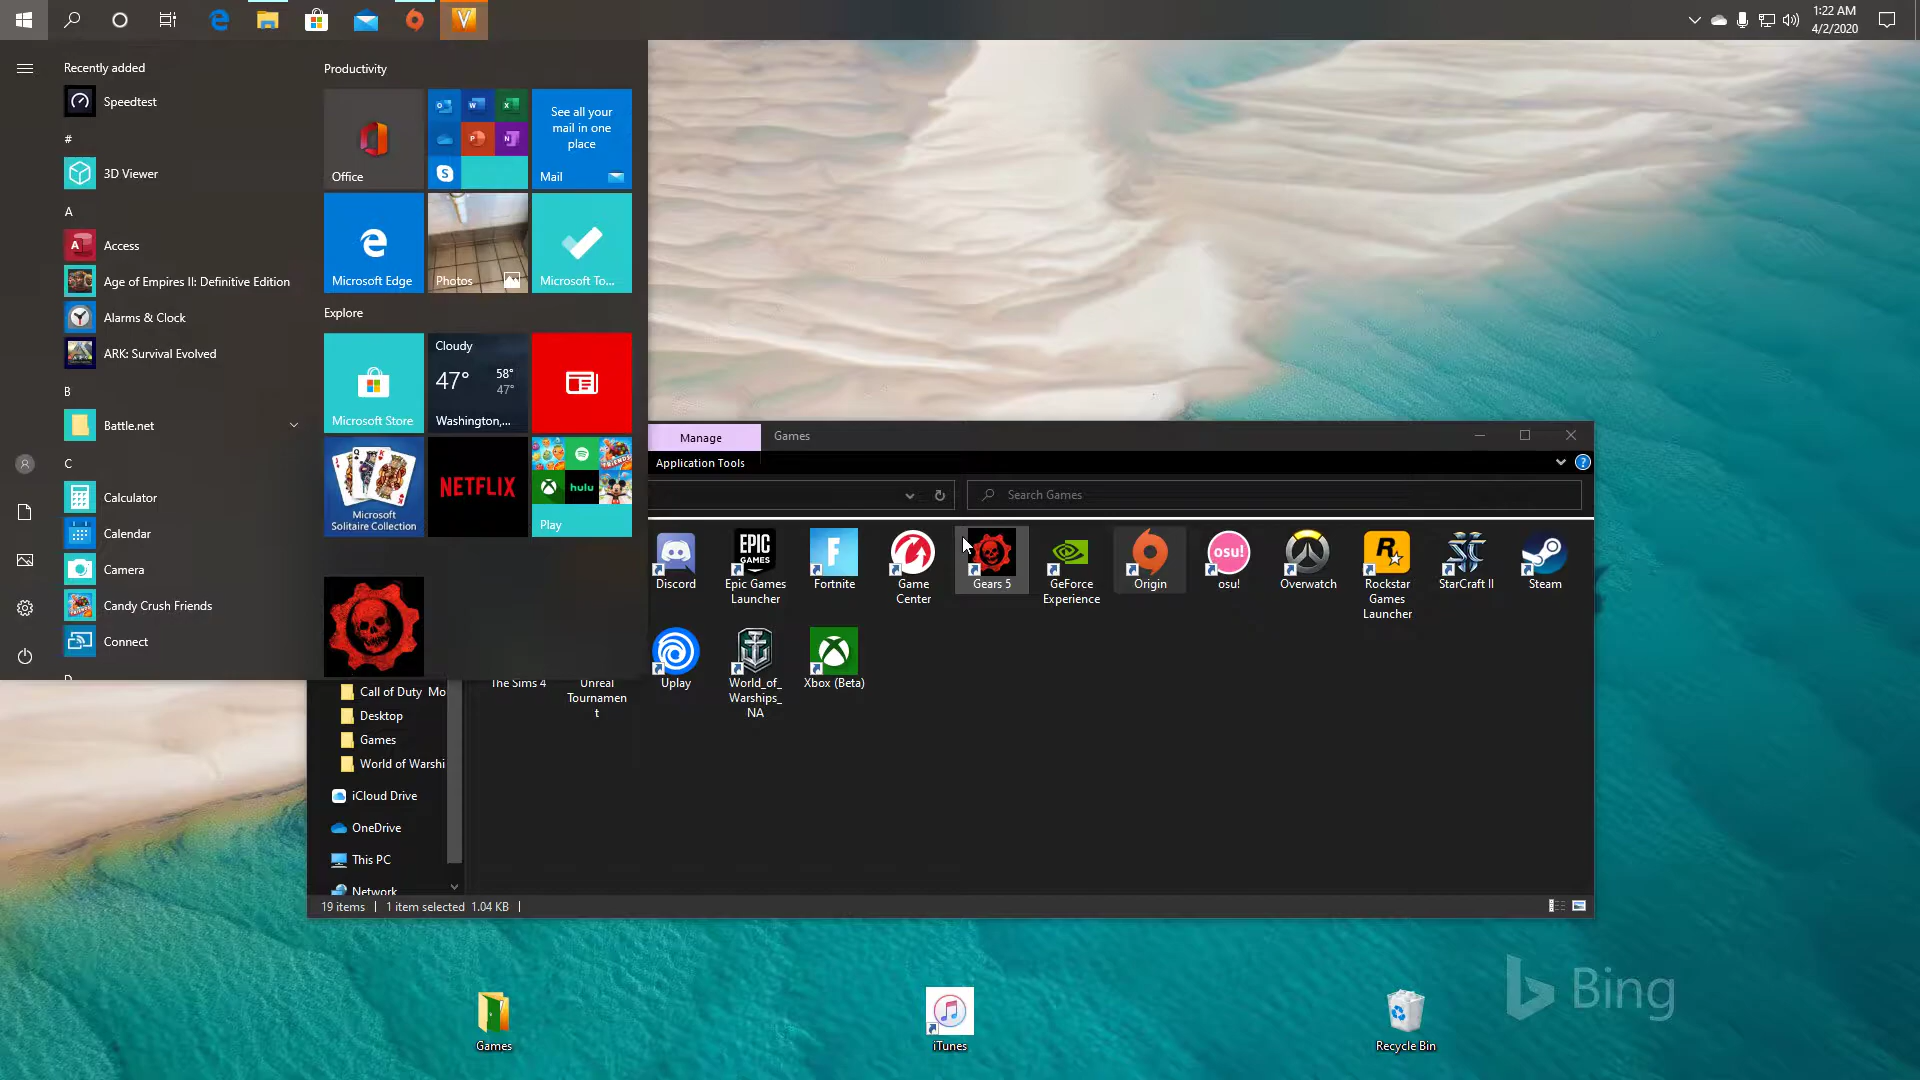 1:22 AM
4/2/2020
Recently added
Speedtest
#
3D Viewer
A
Access
Age of Empires II: Definitive Edition
Alarms & Clock
ARK: Survival Evolved
B
Battle.net
C
Calculator
Calendar
Camera
Candy Crush Friends
Connect
Productivity
Office
See all your
mail in one
place
Mail
Microsoft Edge
Photos
Microsoft To...
Explore
Microsoft Store
Cloudy
47°
58°
47°
Washington,...
Microsoft
Solitaire Collection
NETFLIX
hulu
Play
Manage
Games
Application Tools
Search Games
Discord
EPIC
GAMES
Epic Games
Launcher
Fortnite
Game
Center
Gears 5
GeForce
Experience
Origin
osu!
osu!
Overwatch
Rockstar
Games
Launcher
StarCraft II
Steam
The Sims 4
Unreal
Tournamen
t
Uplay
World_of_
Warships_
NA
Xbox (Beta)
Call of Duty Mo
Desktop
Games
World of Warshi
iCloud Drive
OneDrive
This PC
Network
19 items
1 item selected 1.04 KB
Games
iTunes
Recycle Bin
Bing